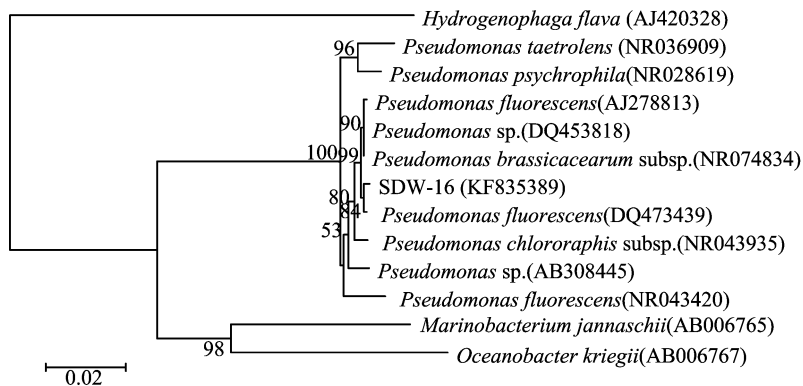 Hydrogenophaga flava (AJ420328)
96
Pseudomonas taetrolens (NR036909)
Pseudomonas psychrophila(NR028619)
Pseudomonas fluorescens(AJ278813)
90
Pseudomonas sp.(DQ453818)
100 99
Pseudomonas brassicacearum subsp.(NR074834)
SDW-16 (KF835389)
80
84
Pseudomonas fluorescens(DQ473439)
53
Pseudomonas chlororaphis subsp.(NR043935)
Pseudomonas sp.(AB308445)
Pseudomonas fluorescens(NR043420)
Marinobacterium jannaschii(AB006765)
98
Oceanobacter kriegii(AB006767)
0.02